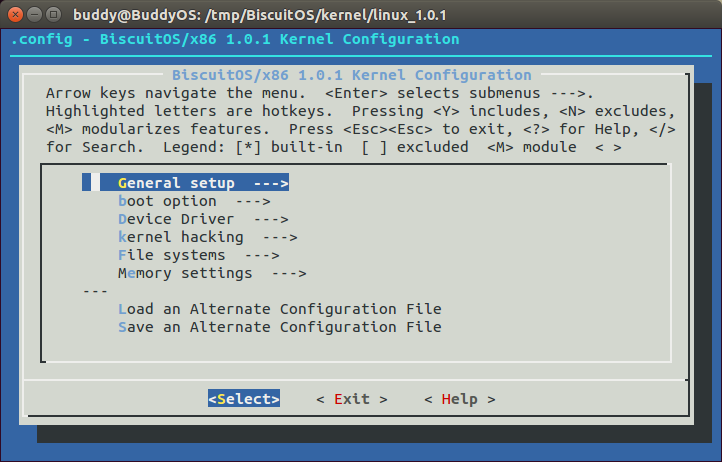 buddy@BuddyOS: /tmp/BiscuitOS/kernel/linux_1.0.1
.config - BiscuitOS/x86 1.0.1 Kernel Configuration
BiscuitOS/x86 1.0.1 Kernel Configuration
Arrow keys navigate the menu.  <Enter> selects submenus --->.
Highlighted letters are hotkeys.  Pressing <Y> includes, <N> excludes,
<M> modularizes features.  Press <Esc><Esc> to exit, <?> for Help, </>
for Search.  Legend: [*] built-in  [ ] excluded  <M> module  < >
General setup  --->
boot option  --->
Device Driver  --->
kernel hacking  --->
File systems  --->
Memory settings  --->
---
Load an Alternate Configuration File
Save an Alternate Configuration File
<Select>    < Exit >    < Help >